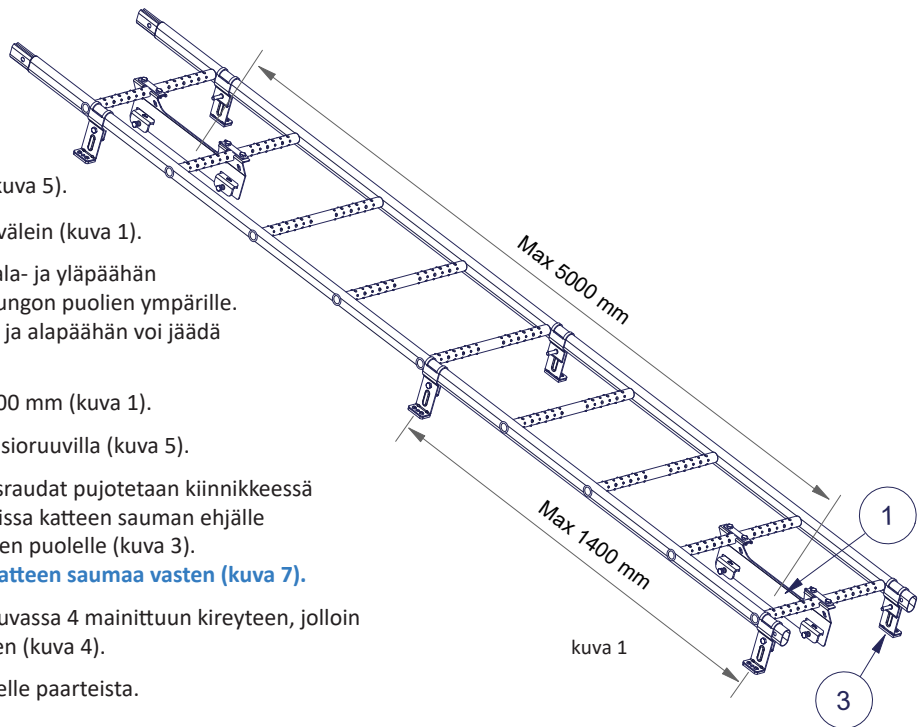 kuva 5).
välein (kuva 1).
ala- ja yläpäähän
ungon puolien ympärille.
ja alapäähän voi jäädä
00 mm (kuva 1).
sioruuvilla (kuva 5).
sraudat pujotetaan kiinnikkeessä
issa katteen sauman ehjälle
en puolelle (kuva 3).
atteen saumaa vasten (kuva 7).
uvassa 4 mainittuun kireyteen, jolloin
en (kuva 4).
elle paarteista.
Max 5000 mm
Max 1400 mm
1
3
kuva 1